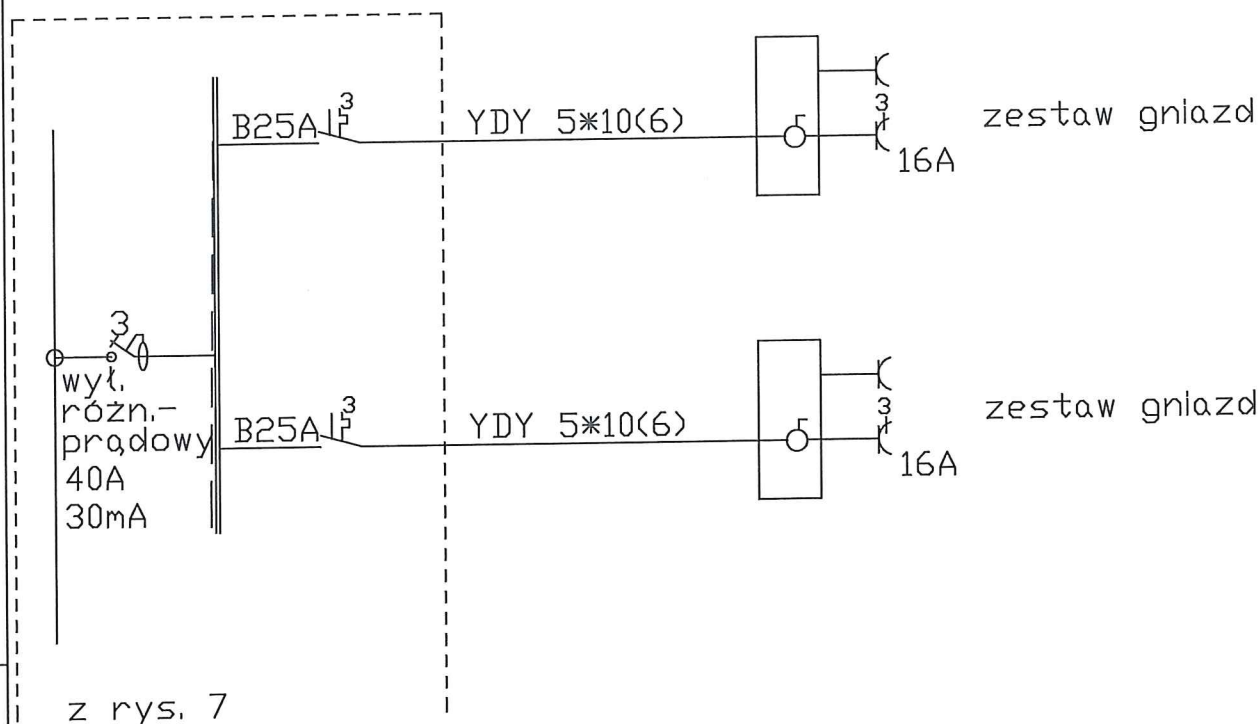 B25A
3
YDY 5*10(6)
3
16A
zestaw gniazd
3
wył.
różn.-
prądowy
40A
30mA
B25A
3
YDY 5*10(6)
3
16A
zestaw gniazd
z rys. 7